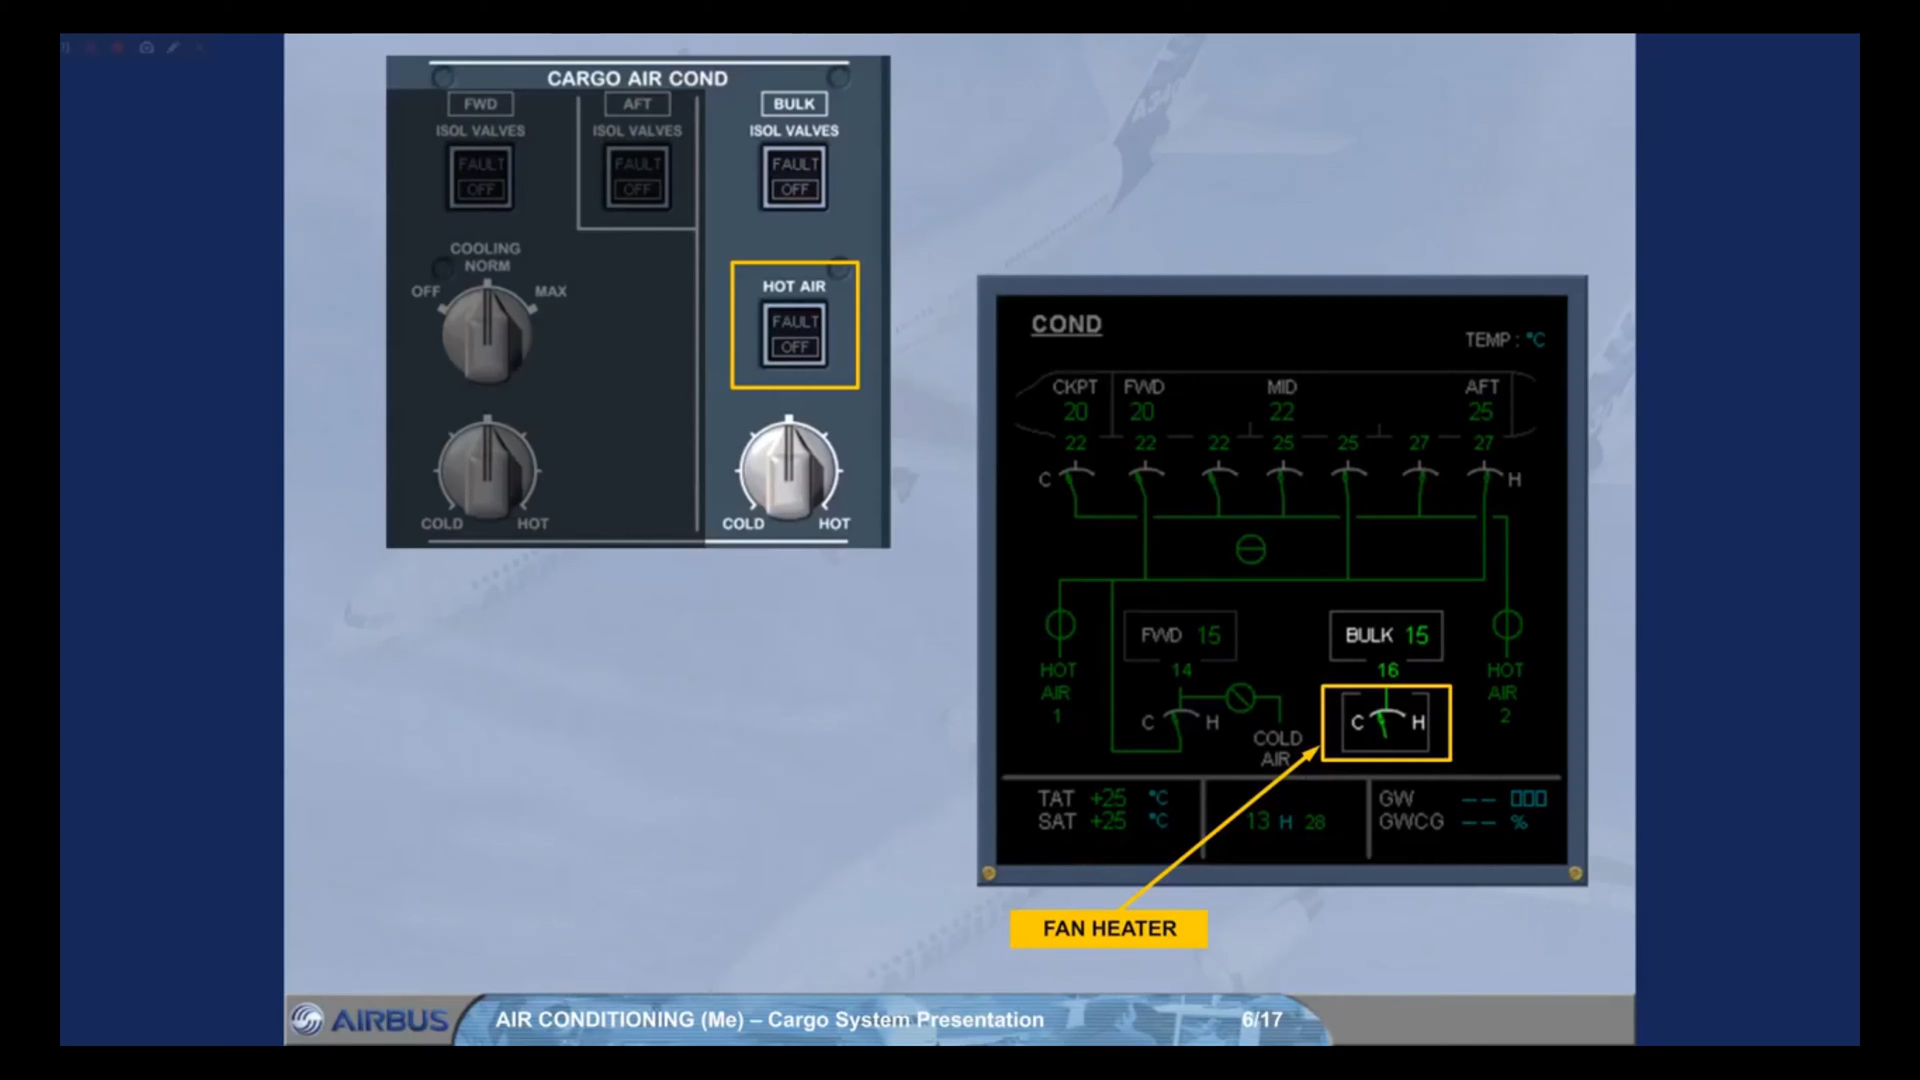 CARGO AIR COND
FWD
AFT
BULK
ISOL VALVES
ISOL VALVES
ISOL VALVES
FAULT
OFF
FAULT
OFF
FAULT
OFF
COOLING
NORM
OFF
MAX
HOT AIR
FAULT
OFF
COLD
HOT
COLD
HOT
COND
TEMP : °C
CKPT FWD MID AFT
20 20 22 25
22 22 22 25 25 27 27
C H
FWD 15
BULK 15
14
16
HOT
AIR
1
HOT
AIR
2
C H
C H
COLD
AIR
TAT +25 °C
SAT +25 °C
13 H 28
GW -- 
GWCG -- %
FAN HEATER
AIRBUS
AIR CONDITIONING (Me) – Cargo System Presentation
6/17
A340